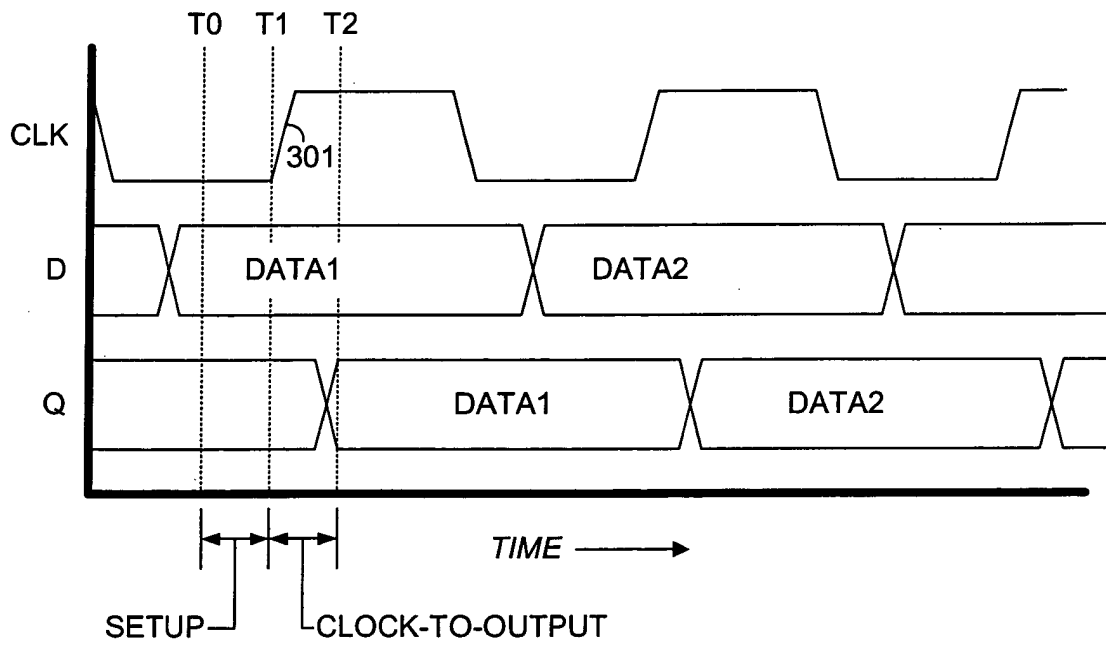 T0 T1 T2
CLK
301
D DATA1 DATA2
Q DATA1 DATA2
TIME
SETUP CLOCK-TO-OUTPUT